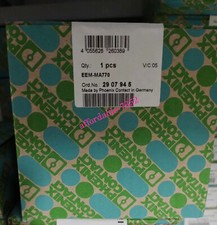 4 055626 260389
Qty.: 1 pcs
V/C:05
EEM-MA770
Ord.No.: 29 07 94 5
Made by Phoenix Contact in Germany
affordable_2080